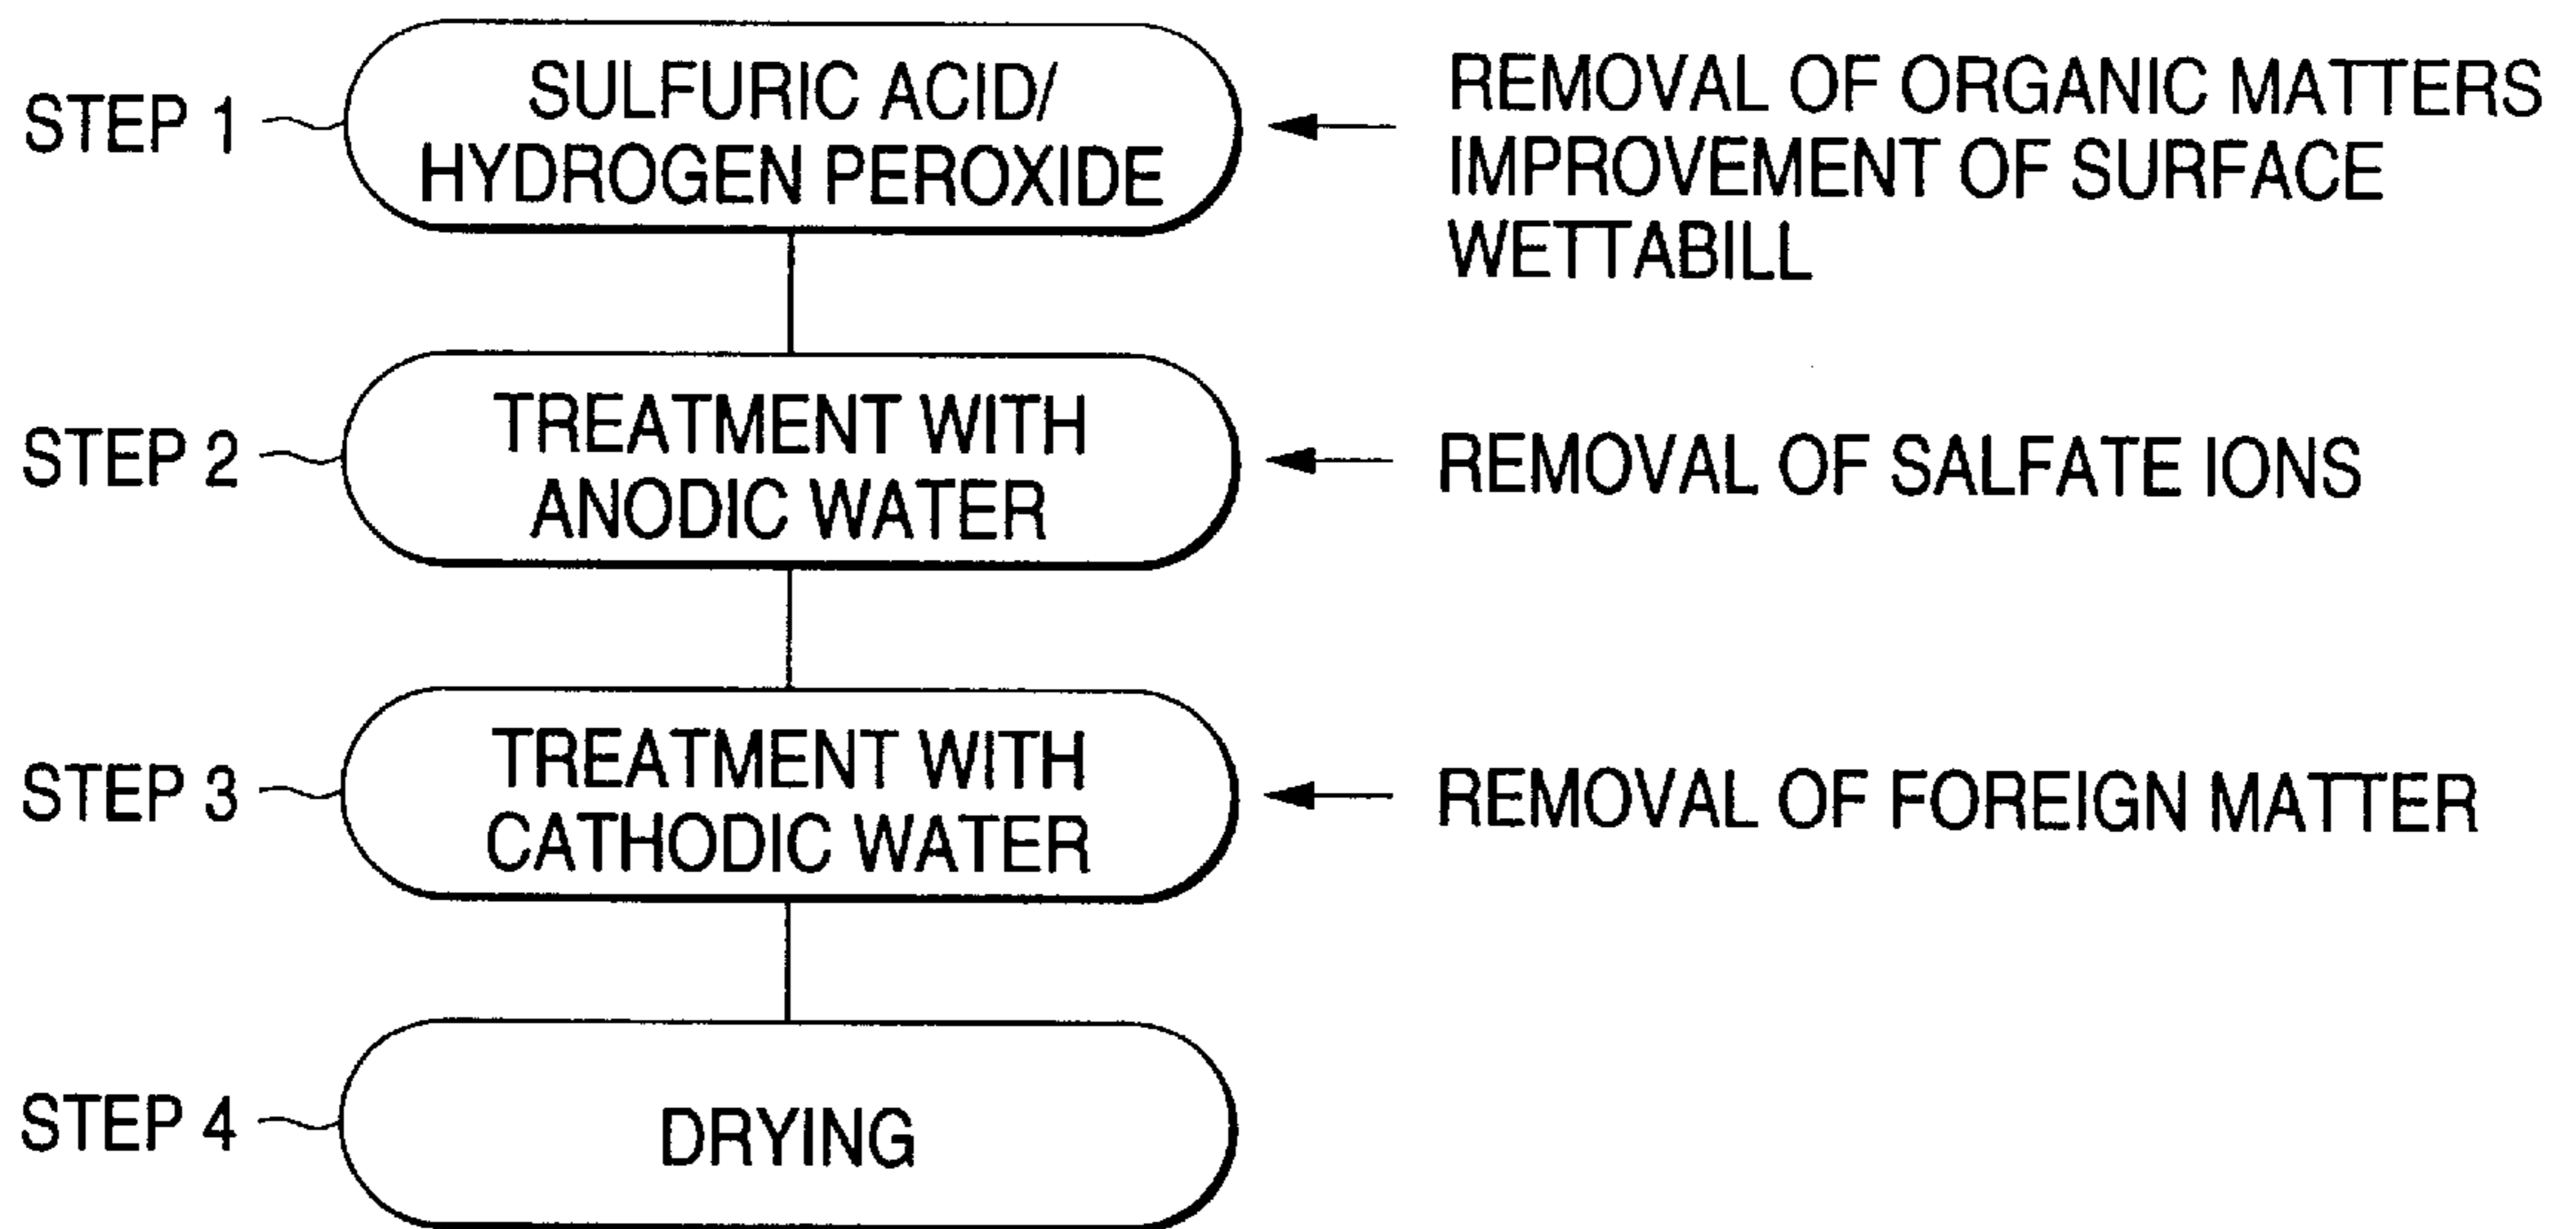 STEP 1
SULFURIC ACID/
HYDROGEN PEROXIDE
REMOVAL OF ORGANIC MATTERS
IMPROVEMENT OF SURFACE
WETTABILL
STEP 2
TREATMENT WITH
ANODIC WATER
REMOVAL OF SALFATE IONS
STEP 3
TREATMENT WITH
CATHODIC WATER
REMOVAL OF FOREIGN MATTER
STEP 4
DRYING